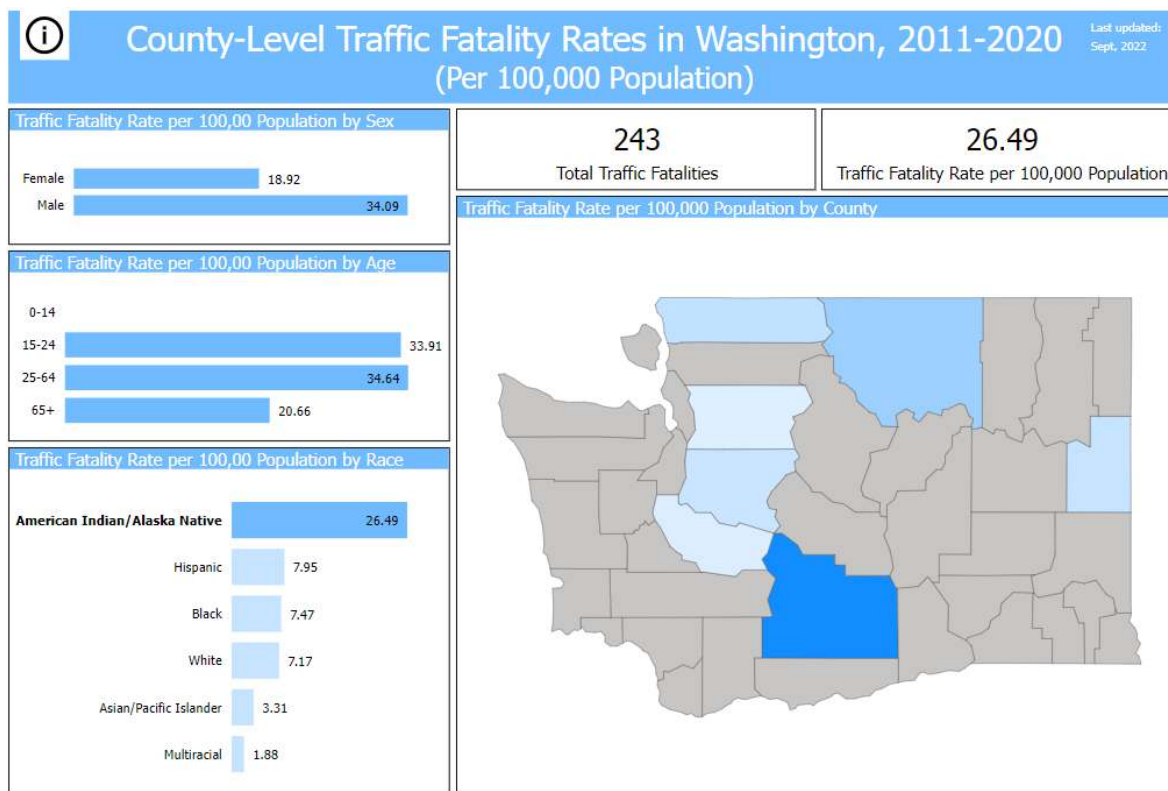 i
County-Level Traffic Fatality Rates in Washington, 2011-2020
(Per 100,000 Population)
Last updated:
Sept, 2022
Traffic Fatality Rate per 100,00 Population by Sex
Female 18.92
Male 34.09
243
Total Traffic Fatalities
26.49
Traffic Fatality Rate per 100,000 Population
Traffic Fatality Rate per 100,00 Population by Age
0-14
15-24 33.91
25-64 34.64
65+ 20.66
Traffic Fatality Rate per 100,00 Population by Race
American Indian/Alaska Native 26.49
Hispanic 7.95
Black 7.47
White 7.17
Asian/Pacific Islander 3.31
Multiracial 1.88
Traffic Fatality Rate per 100,000 Population by County